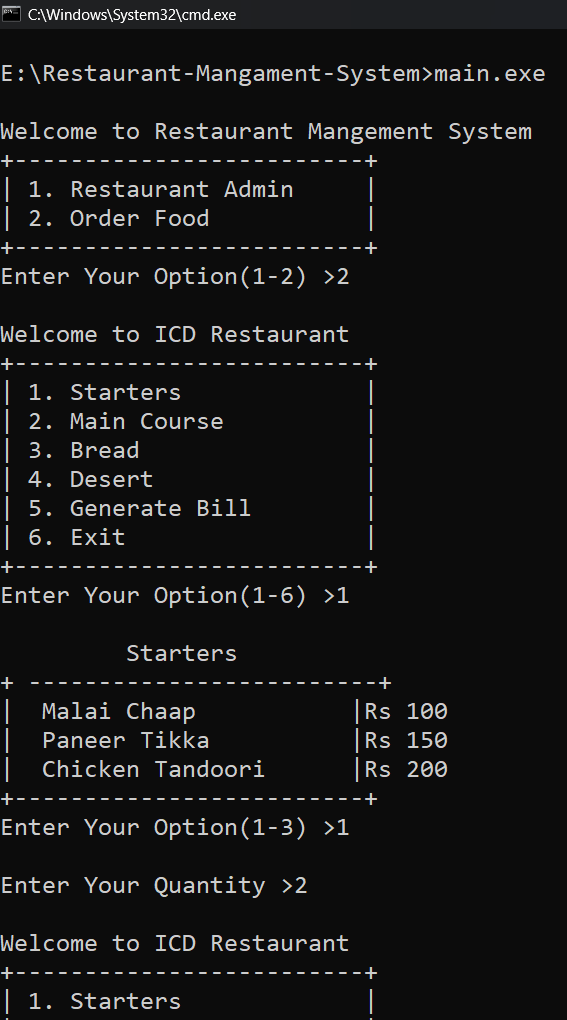 C:\Windows\System32\cmd.exe
E:\Restaurant-Mangament-System>main.exe
Welcome to Restaurant Mangement System
+-------------------------+
| 1. Restaurant Admin     |
| 2. Order Food           |
+-------------------------+
Enter Your Option(1-2) >2
Welcome to ICD Restaurant
+-------------------------+
| 1. Starters             |
| 2. Main Course          |
| 3. Bread                |
| 4. Desert               |
| 5. Generate Bill        |
| 6. Exit                 |
+-------------------------+
Enter Your Option(1-6) >1
         Starters
+ -------------------------+
|  Malai Chaap           |Rs 100
|  Paneer Tikka          |Rs 150
|  Chicken Tandoori      |Rs 200
+-------------------------+
Enter Your Option(1-3) >1
Enter Your Quantity >2
Welcome to ICD Restaurant
+-------------------------+
| 1. Starters             |